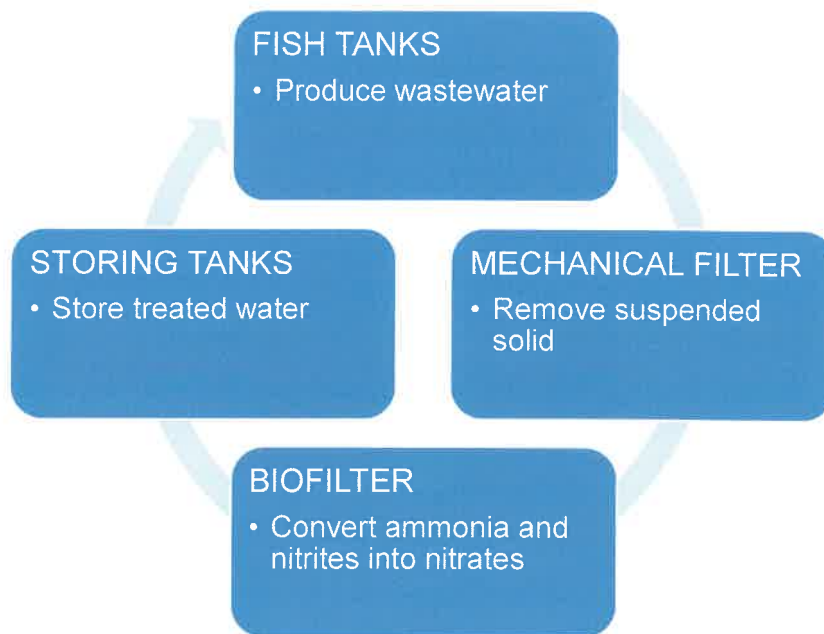 FISH TANKS
• Produce wastewater
STORING TANKS
• Store treated water
MECHANICAL FILTER
• Remove suspended
solid
BIOFILTER
• Convert ammonia and
nitrites into nitrates